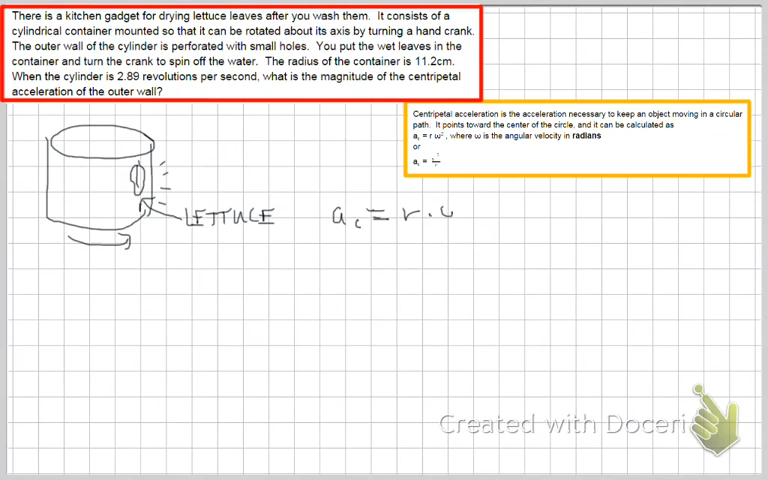 There is a kitchen gadget for drying lettuce leaves after you wash them. It consists of a
cylindrical container mounted so that it can be rotated about its axis by turning a hand crank.
The outer wall of the cylinder is perforated with small holes. You put the wet leaves in the
container and turn the crank to spin off the water. The radius of the container is 11.2cm.
When the cylinder is 2.89 revolutions per second, what is the magnitude of the centripetal
acceleration of the outer wall?
Centripetal acceleration is the acceleration necessary to keep an object moving in a circular
path. It points toward the center of the circle, and it can be calculated as
a꜀ = r ω², where ω is the angular velocity in radians
or
a꜀ =
LETTUCE a꜀ = r .
Created with Doceri